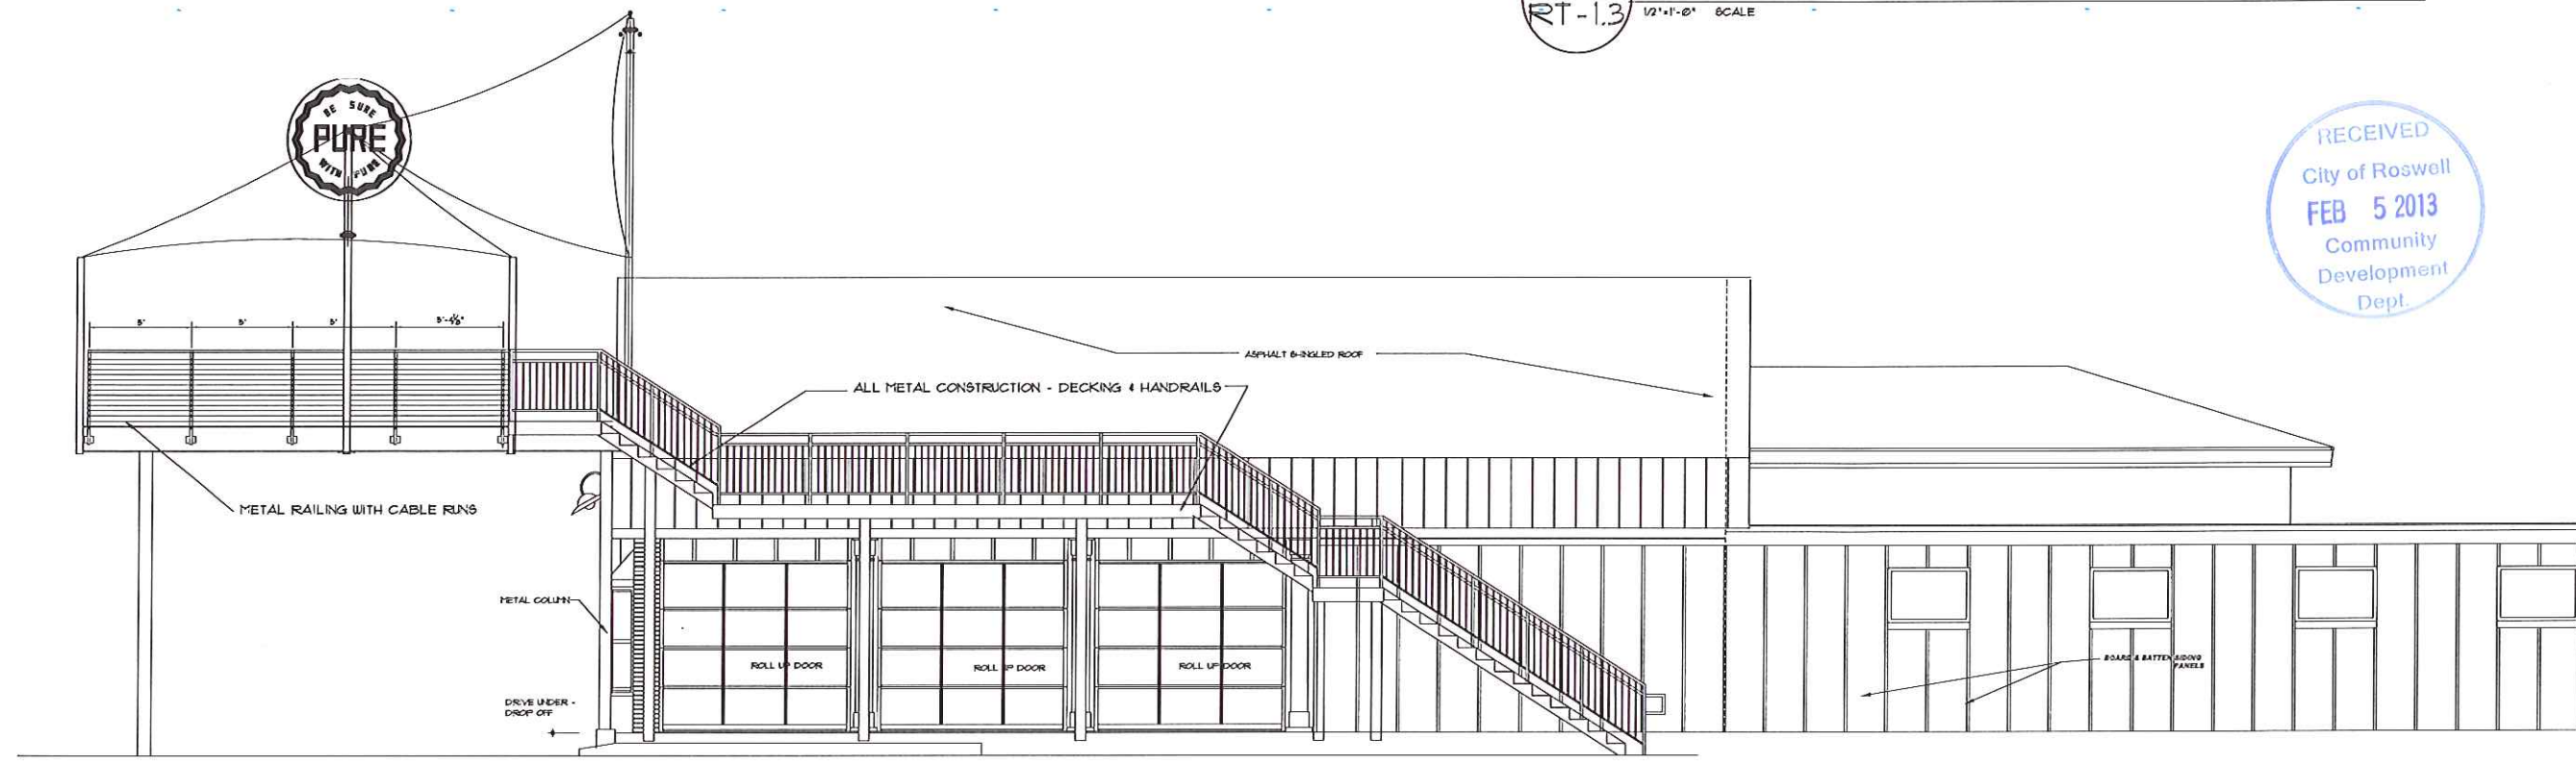 RT-1.3
1/2"=1'-0" SCALE
BE SURE
PURE
WITH PURE
RECEIVED
City of Roswell
FEB 5 2013
Community
Development
Dept.
5'
5'
5'
ASPHALT SHINGLED ROOF
ALL METAL CONSTRUCTION - DECKING & HANDRAILS
METAL RAILING WITH CABLE RUNS
METAL COLUMN
ROLL UP DOOR
ROLL UP DOOR
ROLL UP DOOR
BOARD & BATTEN SIDING
PANELS
DRIVE UNDER -
DROP OFF